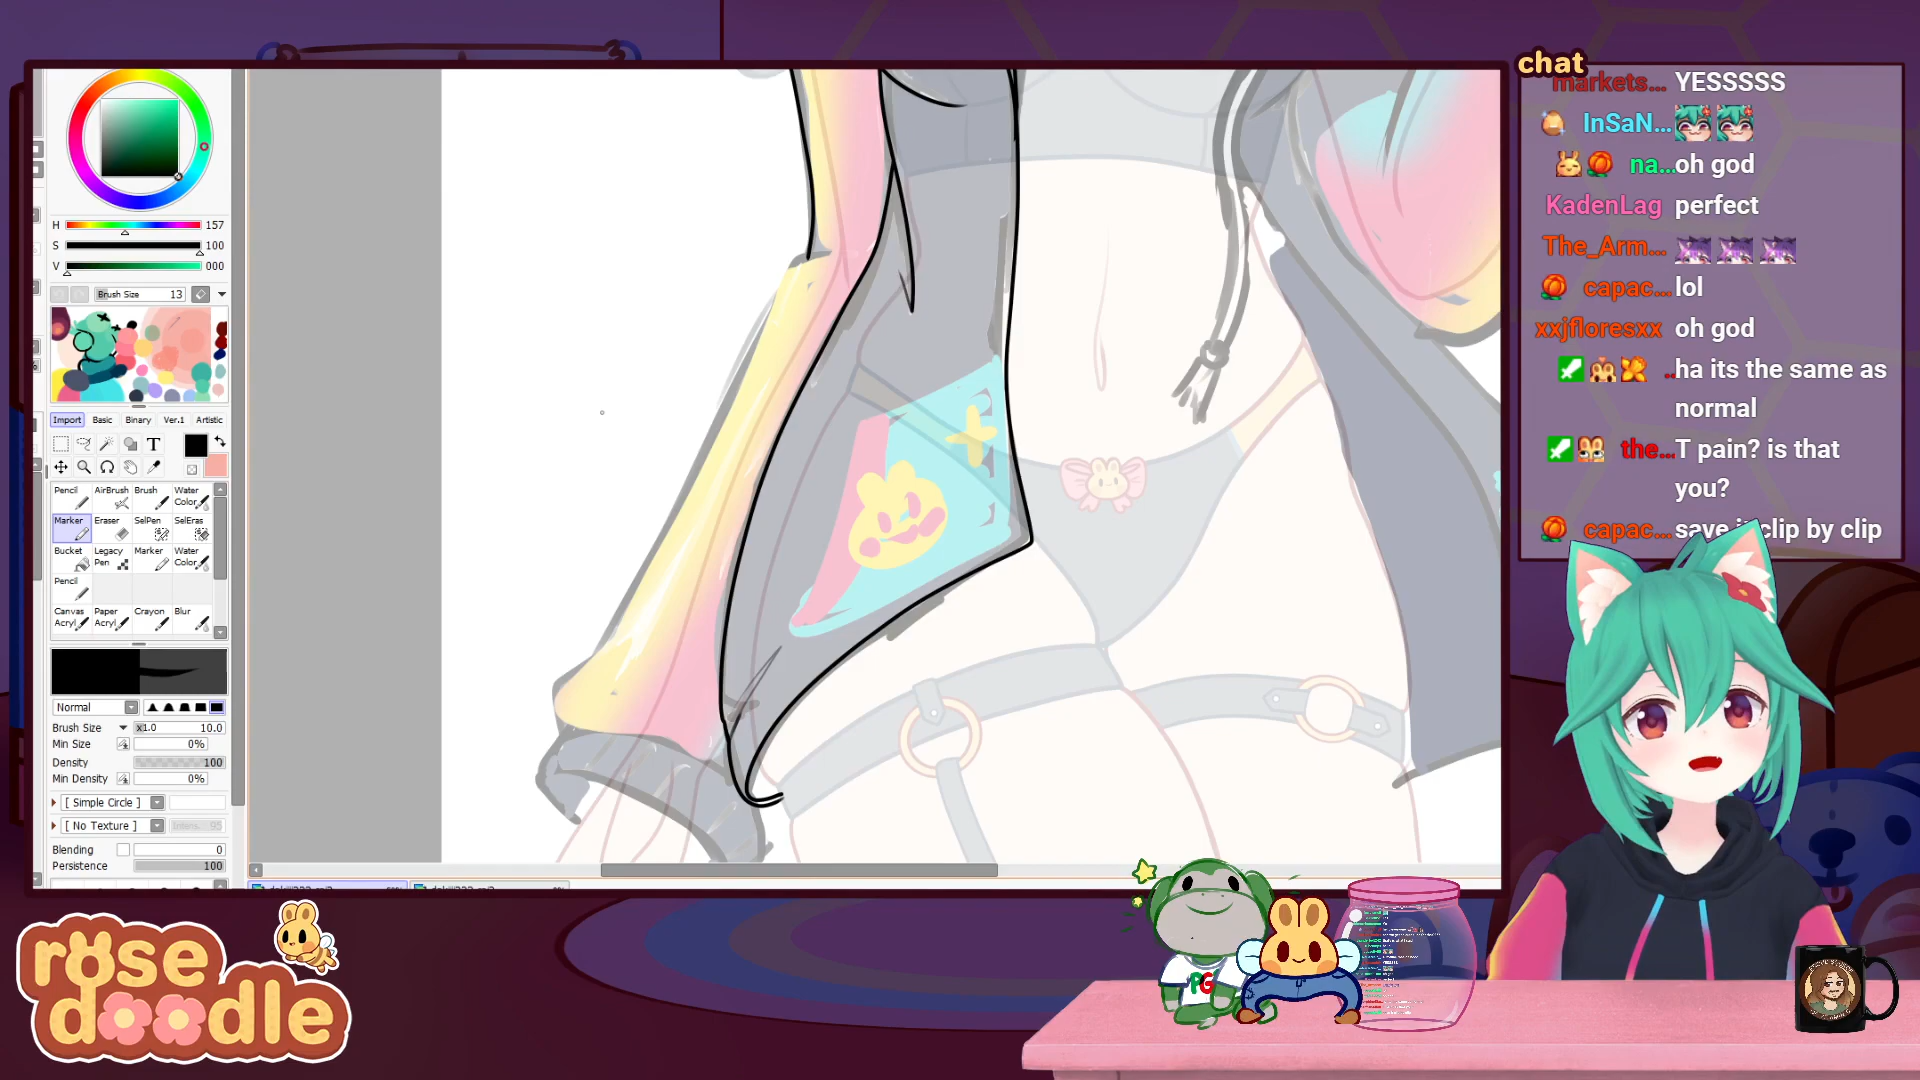 chat
markets... YESSSSS
InSaN...
na...oh god
KadenLag perfect
The_Arm...
capac... lol
xxjfloresxx oh god
..ha its the same as
normal
the...T pain? is that
you?
capac...save it clip by clip
H 157
S 100
V 000
Brush Size 13
Import Basic Binary Ver.1 Artistic
T
Pencil AirBrush Brush Water
Color
Marker Eraser SelPen SelEras
Bucket Legacy Marker Water
Pen Color
Pencil
Canvas Paper Crayon Blur
Acryl Acryl
Normal
Brush Size x1.0 10.0
Min Size 0%
Density 100
Min Density 0%
[ Simple Circle ]
[ No Texture ] 95
Blending 0
Persistence 100
rose
doodle
PG